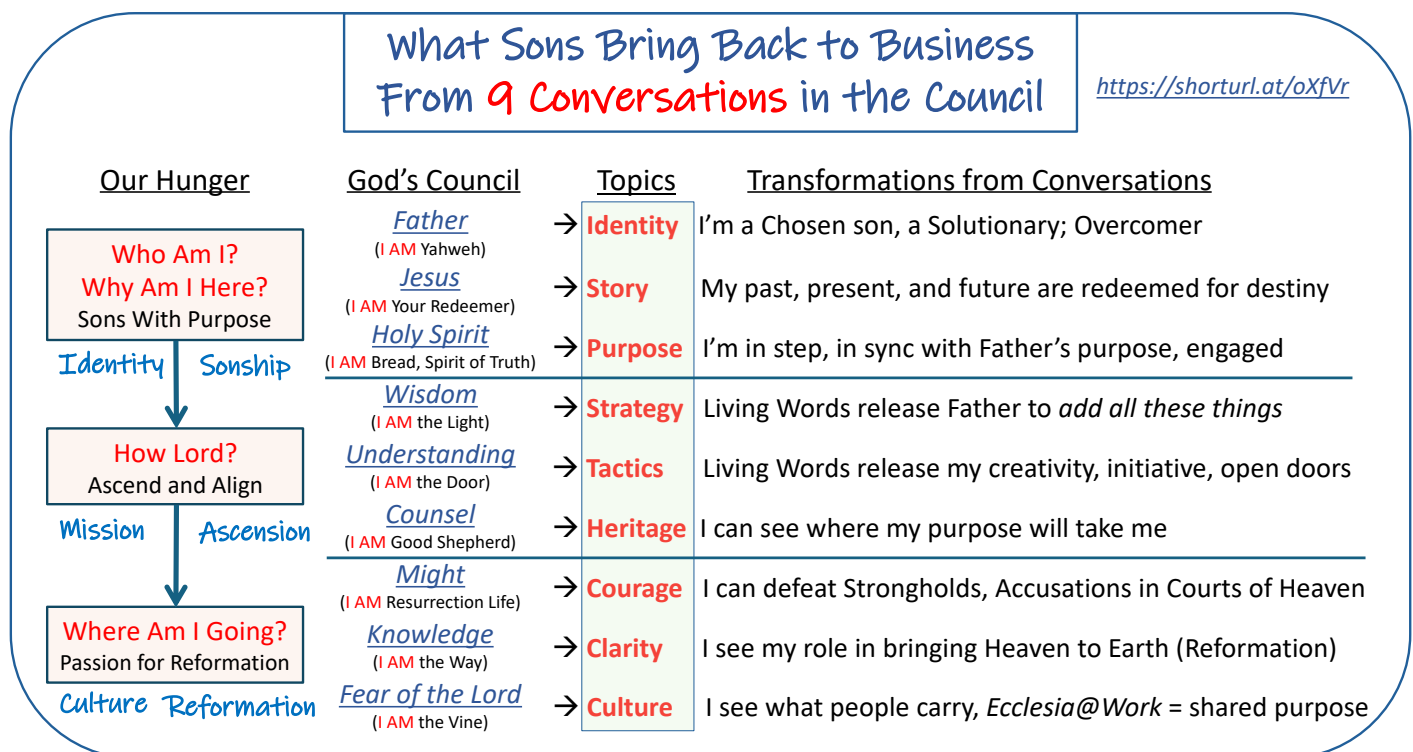 What Sons Bring Back to Business
From 9 Conversations in the Council
https://shorturl.at/oXfVr
Our Hunger
Who Am I?
Why Am I Here?
Sons With Purpose
Identity Sonship
How Lord?
Ascend and Align
Mission Ascension
Where Am I Going?
Passion for Reformation
Culture Reformation
God's Council Topics Transformations from Conversations
Father → Identity I'm a Chosen son, a Solutionary; Overcomer
(I AM Yahweh)
Jesus → Story My past, present, and future are redeemed for destiny
(I AM Your Redeemer)
Holy Spirit → Purpose I'm in step, in sync with Father's purpose, engaged
(I AM Bread, Spirit of Truth)
Wisdom → Strategy Living Words release Father to add all these things
(I AM the Light)
Understanding → Tactics Living Words release my creativity, initiative, open doors
(I AM the Door)
Counsel → Heritage I can see where my purpose will take me
(I AM Good Shepherd)
Might → Courage I can defeat Strongholds, Accusations in Courts of Heaven
(I AM Resurrection Life)
Knowledge → Clarity I see my role in bringing Heaven to Earth (Reformation)
(I AM the Way)
Fear of the Lord → Culture I see what people carry, Ecclesia@Work = shared purpose
(I AM the Vine)